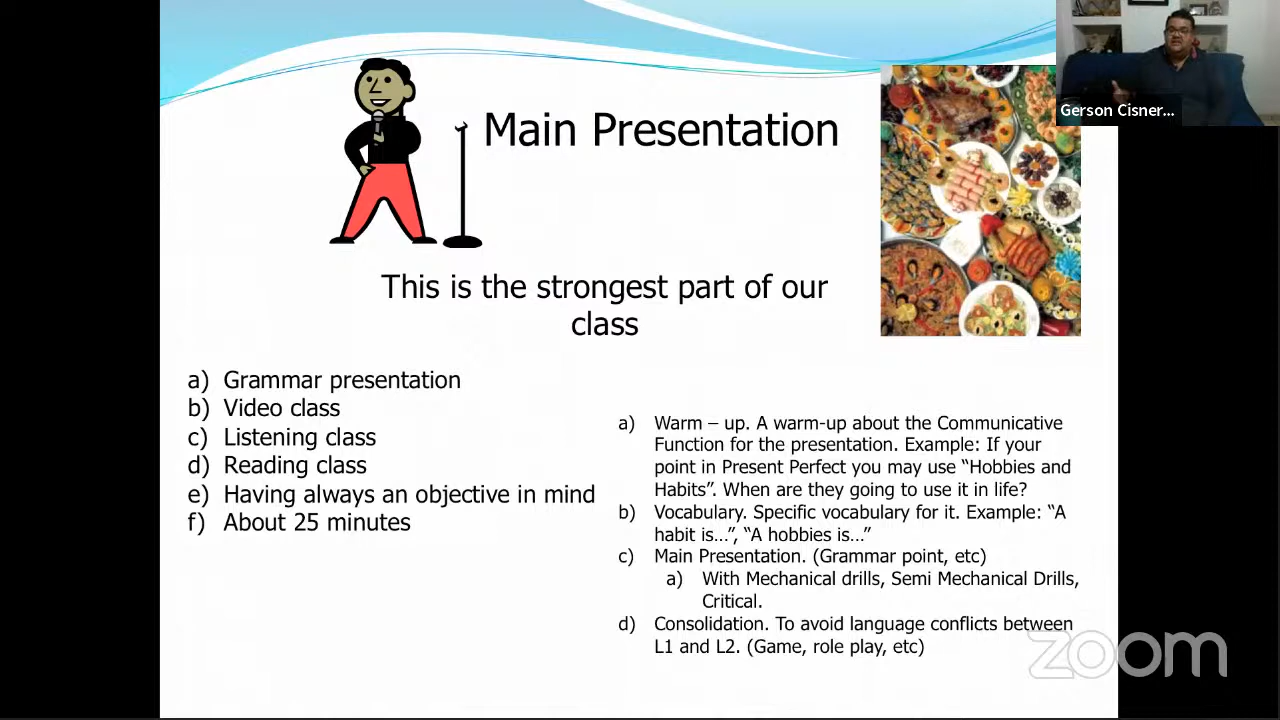 Main Presentation
Gerson Cisner...
This is the strongest part of our
class
a) Grammar presentation
b) Video class
c) Listening class
d) Reading class
e) Having always an objective in mind
f) About 25 minutes
a) Warm – up. A warm-up about the Communicative
Function for the presentation. Example: If your
point in Present Perfect you may use “Hobbies and
Habits”. When are they going to use it in life?
b) Vocabulary. Specific vocabulary for it. Example: “A
habit is...”, “A hobbies is...”
c) Main Presentation. (Grammar point, etc)
a) With Mechanical drills, Semi Mechanical Drills,
Critical.
d) Consolidation. To avoid language conflicts between
L1 and L2. (Game, role play, etc)
zoom